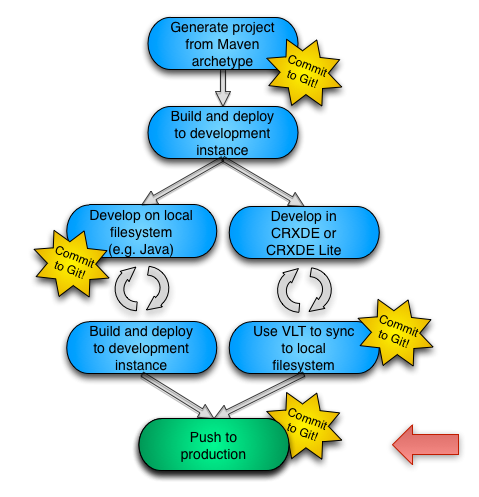 Generate project
from Maven
archetype
Commit
to Git!
Build and deploy
to development
instance
Develop on local
filesystem
(e.g. Java)
Commit
to Git!
Develop in
CRXDE or
CRXDE Lite
Build and deploy
to development
instance
Use VLT to sync
to local
filesystem
Commit
to Git!
Push to
production
Commit
to Git!